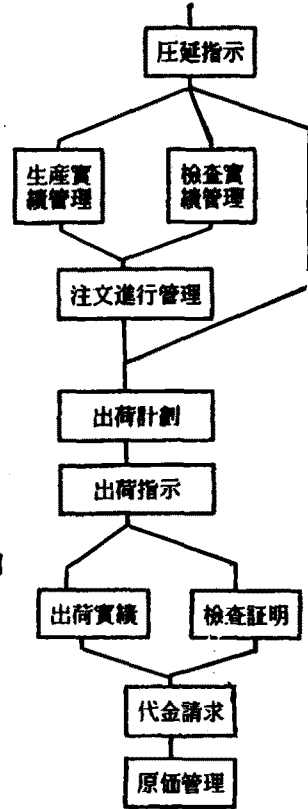 圧延指示
生産實
績管理
檢査實
績管理
注文進行管理
出荷計劃
出荷指示
出荷實績
檢査証明
代金請求
原価管理